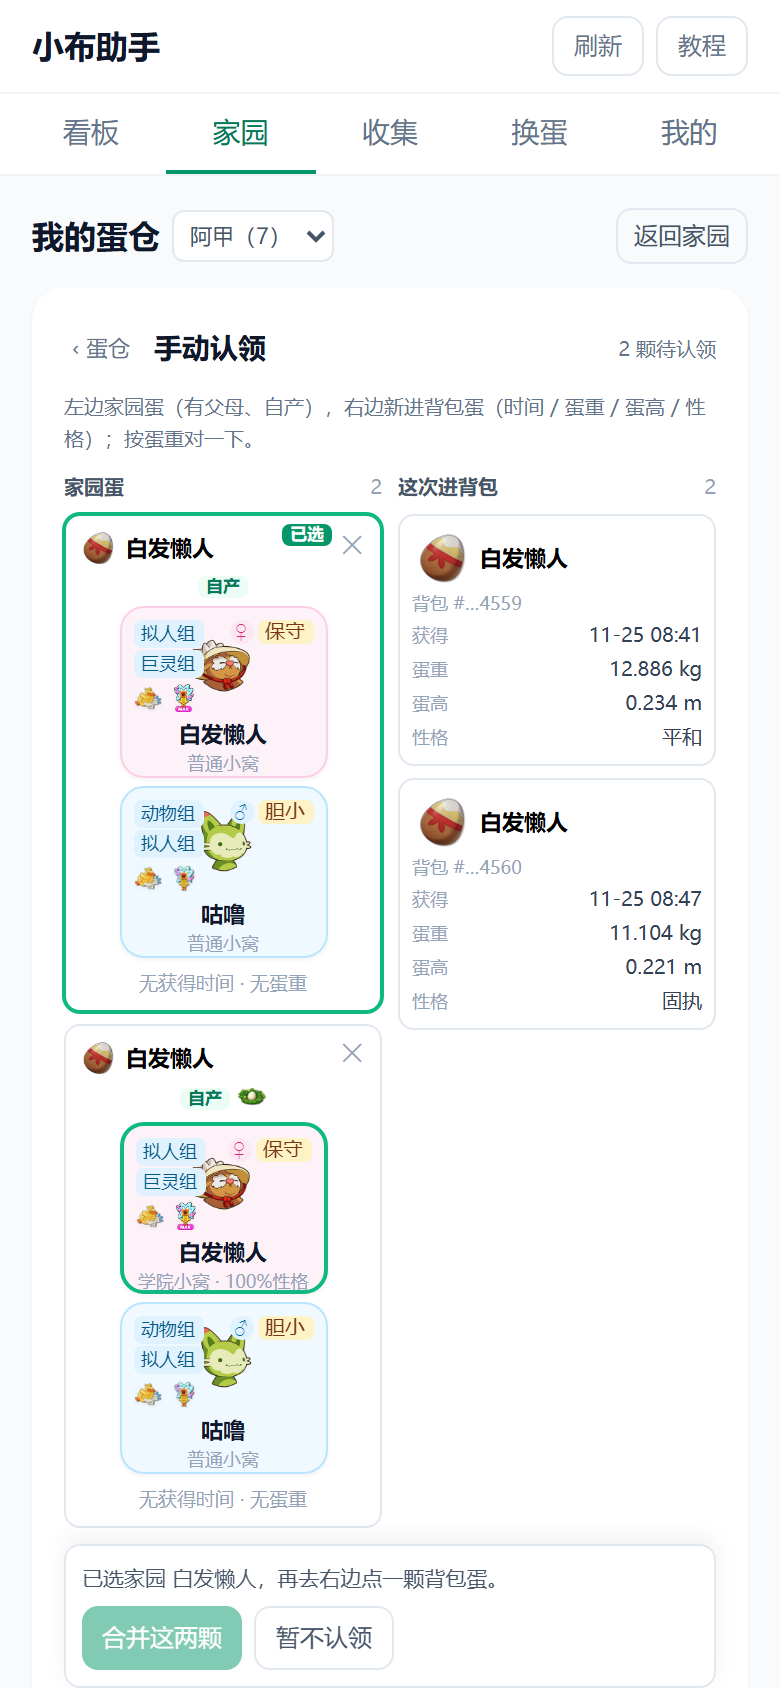 小布助手
刷新
教程
看板
家园
收集
换蛋
我的
我的蛋仓
阿甲（7）
返回家园
‹ 蛋仓
手动认领
2 颗待认领
左边家园蛋（有父母、自产），右边新进背包蛋（时间 / 蛋重 / 蛋高 / 性
格）；按蛋重对一下。
家园蛋
2
白发懒人
已选
自产
拟人组
♀
保守
巨灵组
MAX
白发懒人
普通小窝
动物组
♂
胆小
拟人组
咕噜
普通小窝
无获得时间 · 无蛋重
白发懒人
自产
拟人组
♀
保守
巨灵组
MAX
白发懒人
学院小窝 · 100%性格
动物组
♂
胆小
拟人组
咕噜
普通小窝
无获得时间 · 无蛋重
这次进背包
2
白发懒人
背包 #...4559
获得 11-25 08:41
蛋重 12.886 kg
蛋高 0.234 m
性格 平和
白发懒人
背包 #...4560
获得 11-25 08:47
蛋重 11.104 kg
蛋高 0.221 m
性格 固执
已选家园 白发懒人，再去右边点一颗背包蛋。
合并这两颗
暂不认领